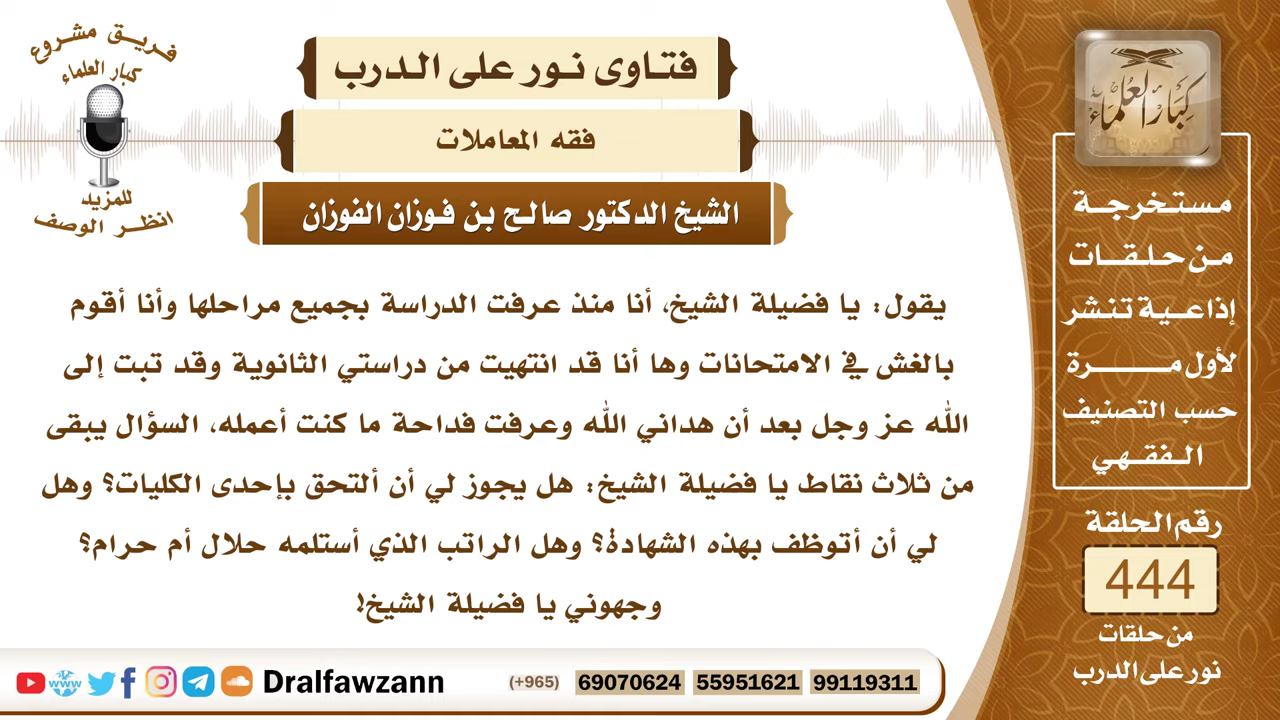 فريق مشروع
كبار العلماء
للمزيد
انظر الوصف
فتاوى نور على الدرب
فقه المعاملات
الشيخ الدكتور صالح بن فوزان الفوزان
يقول: يا فضيلة الشيخ، أنا منذ عرفت الدراسة بجميع مراحلها وأنا أقوم
بالغش في الامتحانات وها أنا قد انتهيت من دراستي الثانوية وقد تبت إلى
الله عز وجل بعد أن هداني الله وعرفت فداحة ما كنت أعمله، السؤال يبقى
من ثلاث نقاط يا فضيلة الشيخ: هل يجوز لي أن ألتحق بإحدى الكليات؟ وهل
لي أن أتوظف بهذه الشهادة؟ وهل الراتب الذي أستلمه حلال أم حرام؟
وجهوني يا فضيلة الشيخ!
كبار العلماء
مستخرجة
من حلقات
إذاعية تنشر
لأول مرة
حسب التصنيف
الفقهي
رقم الحلقة
444
من حلقات
نور على الدرب
www Dralfawzann (+965) 69070624 55951621 99119311